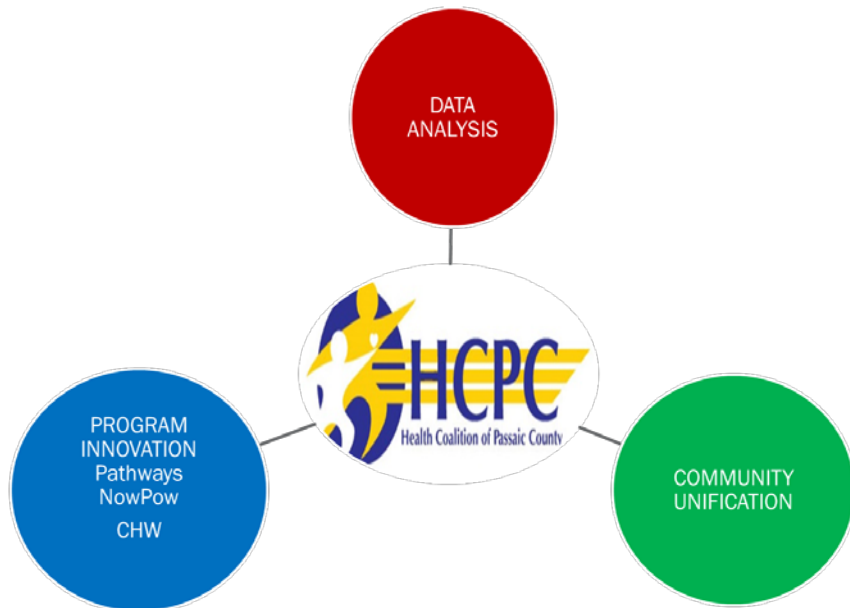 DATA
ANALYSIS
HCPC
Health Coalition of Passaic County
PROGRAM
INNOVATION
Pathways
NowPow
CHW
COMMUNITY
UNIFICATION